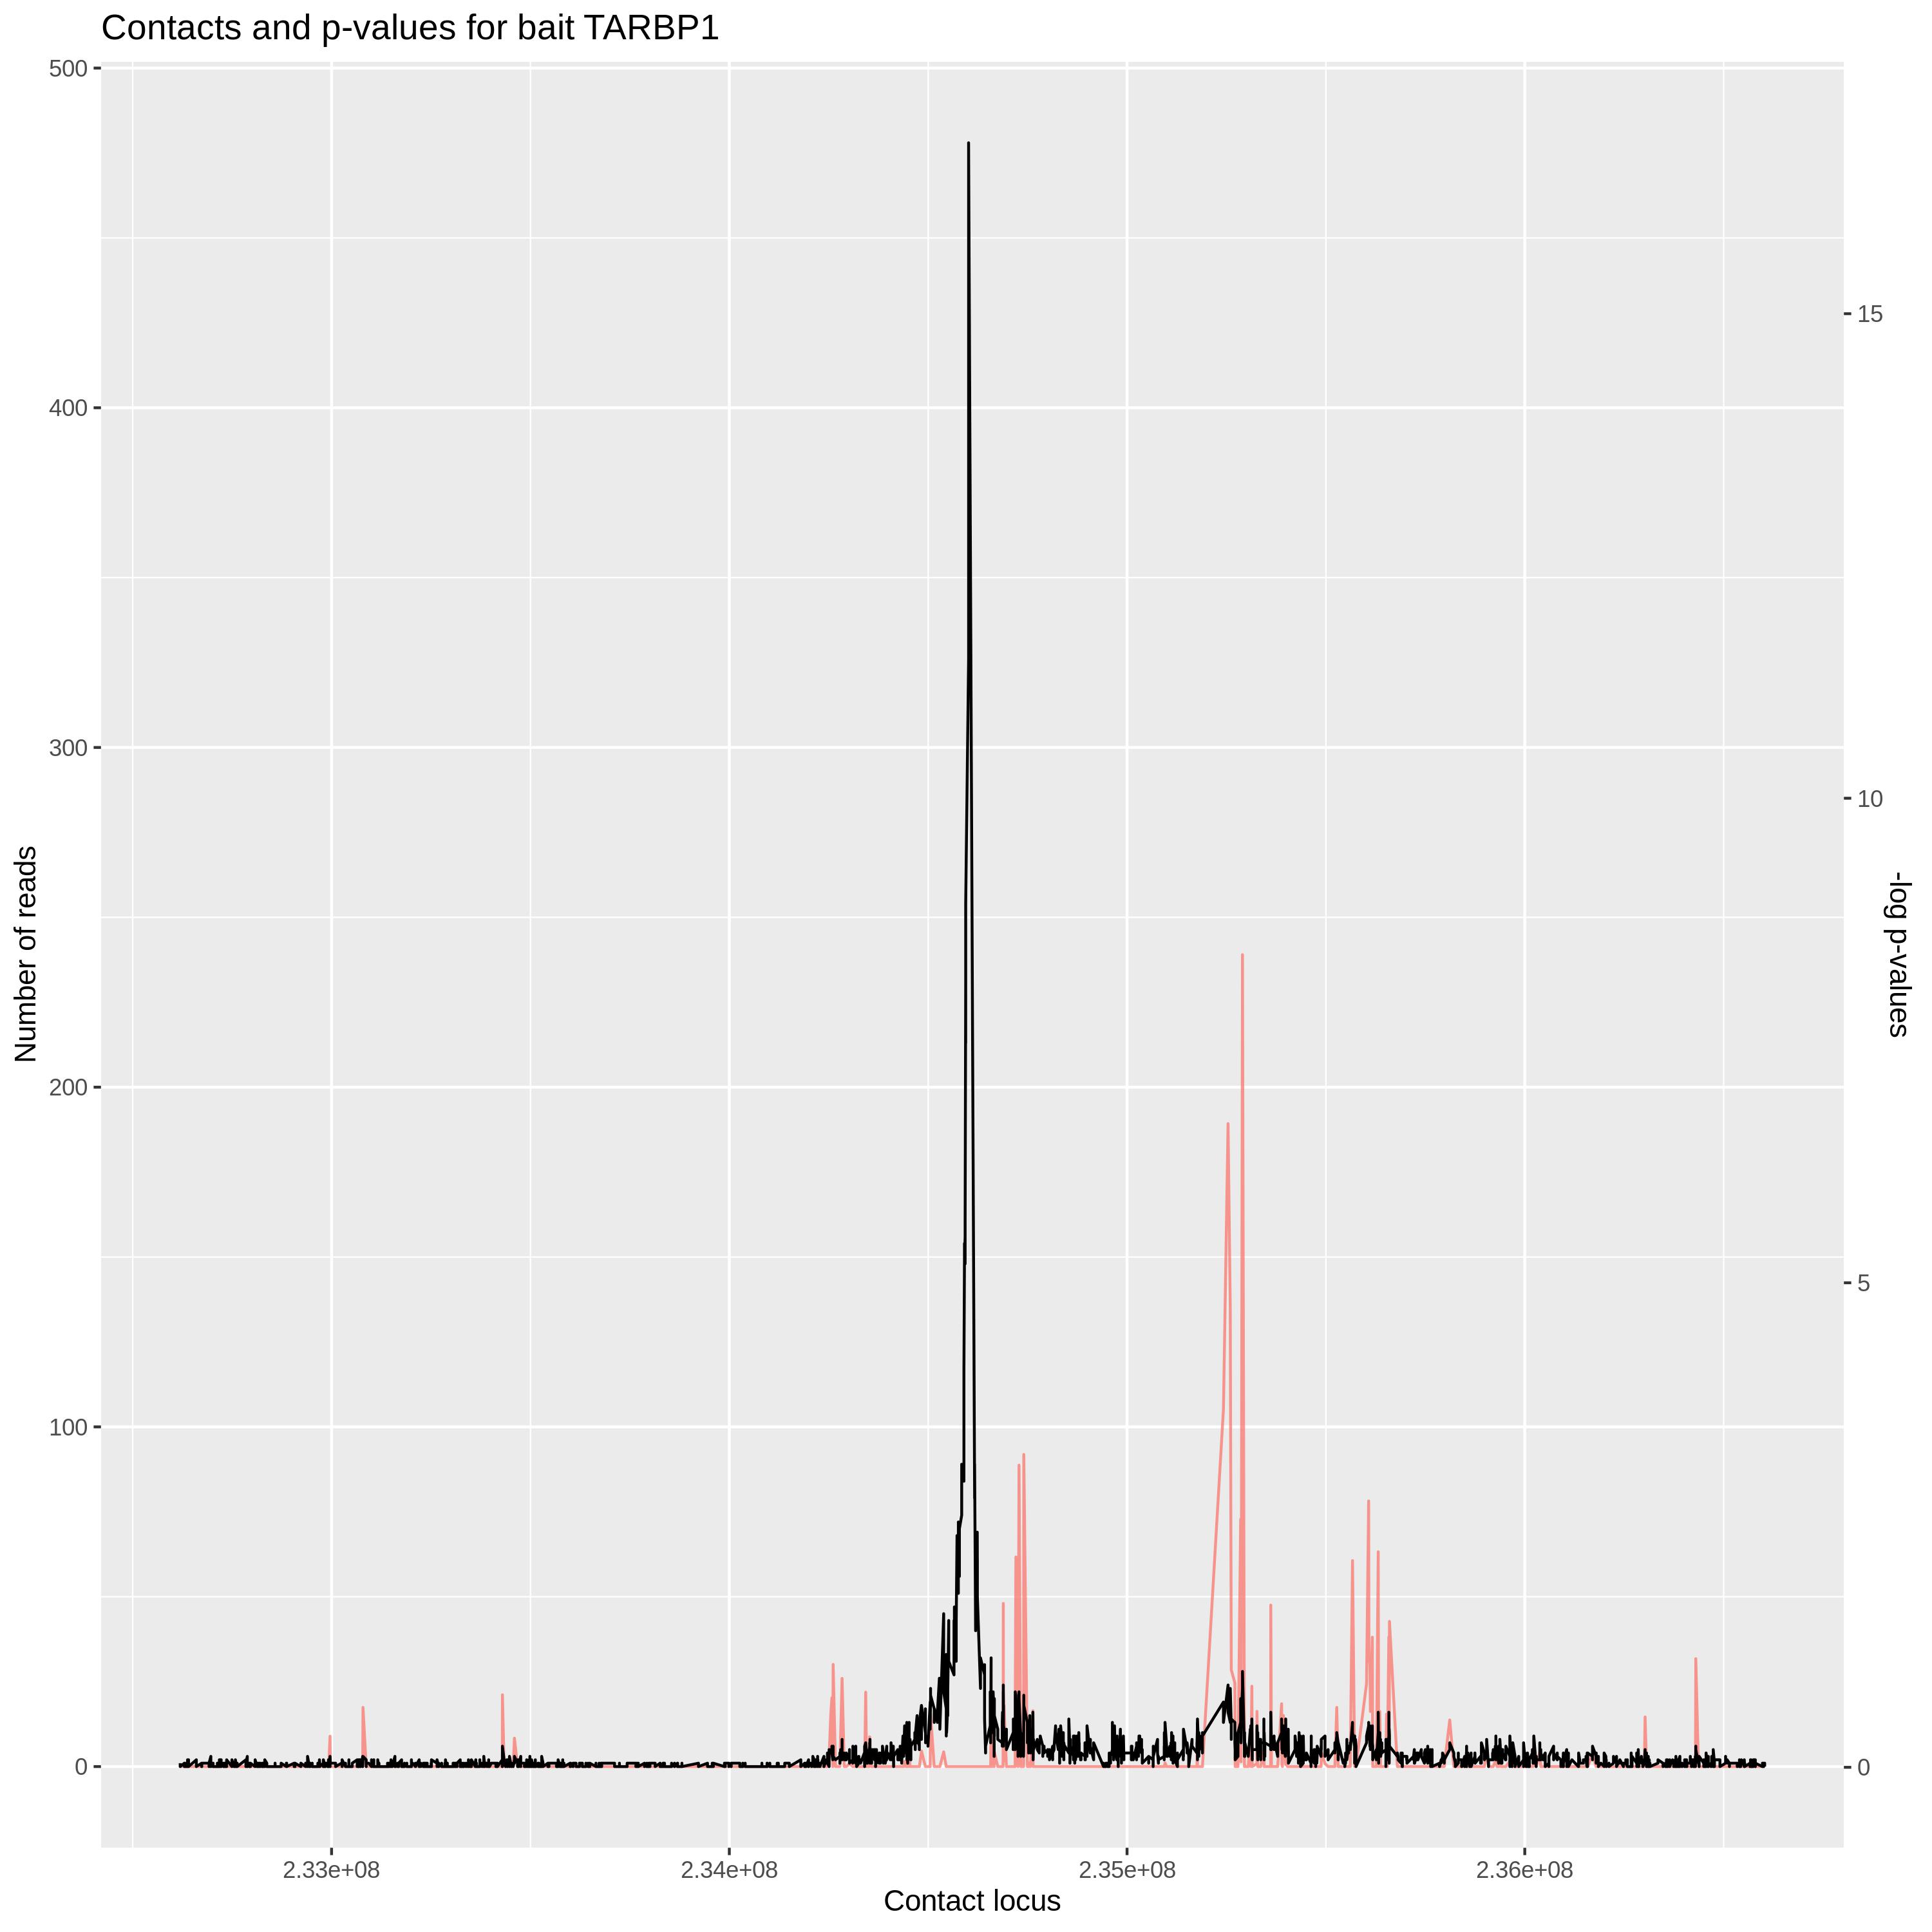 Contacts and p-values for bait TARBP1
500
400
300
200
100
0
Number of reads
15
10
5
0
-log p-values
2.33e+08
2.34e+08
2.35e+08
2.36e+08
Contact locus